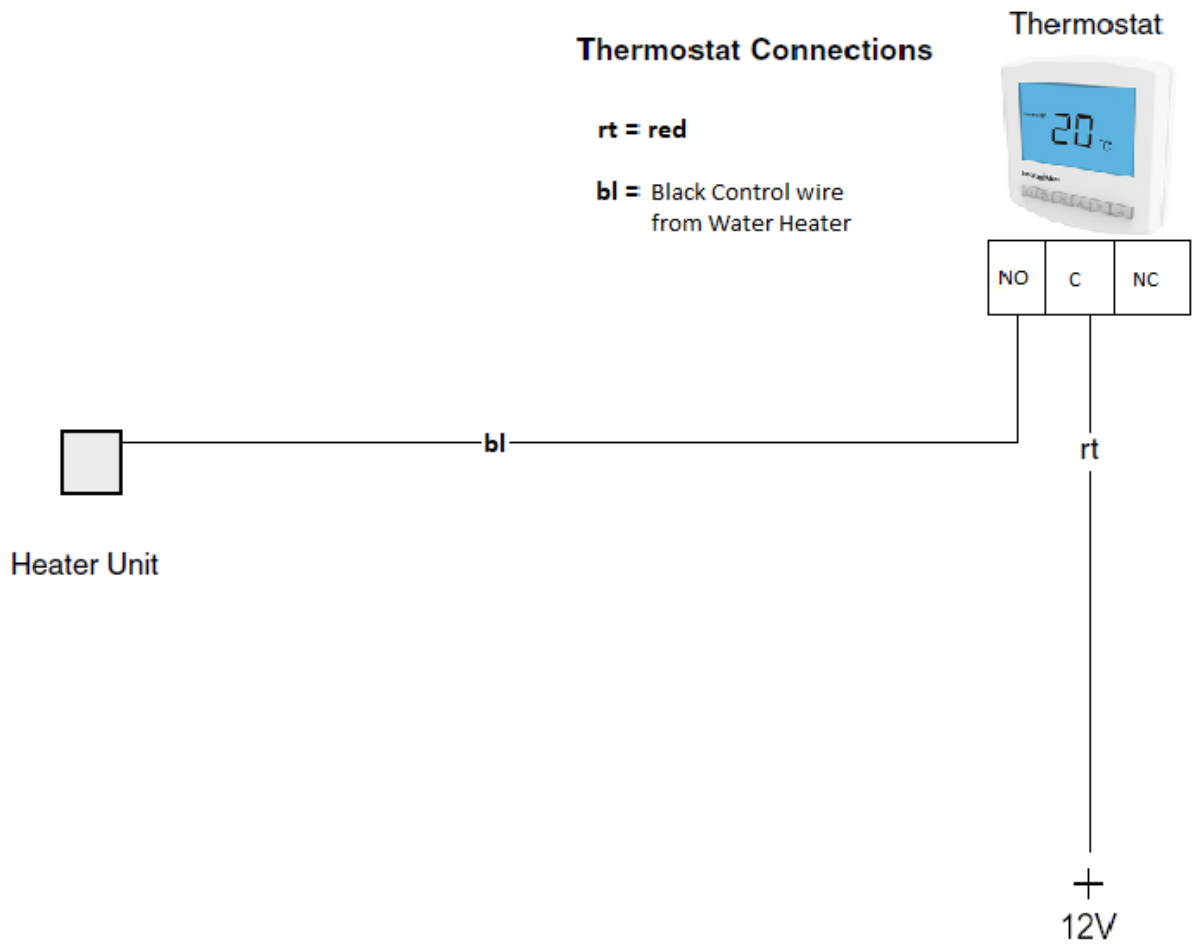 Thermostat
Thermostat Connections
rt = red
bl = Black Control wire
from Water Heater
20 °C
NO
C
NC
bl
rt
Heater Unit
+
12V